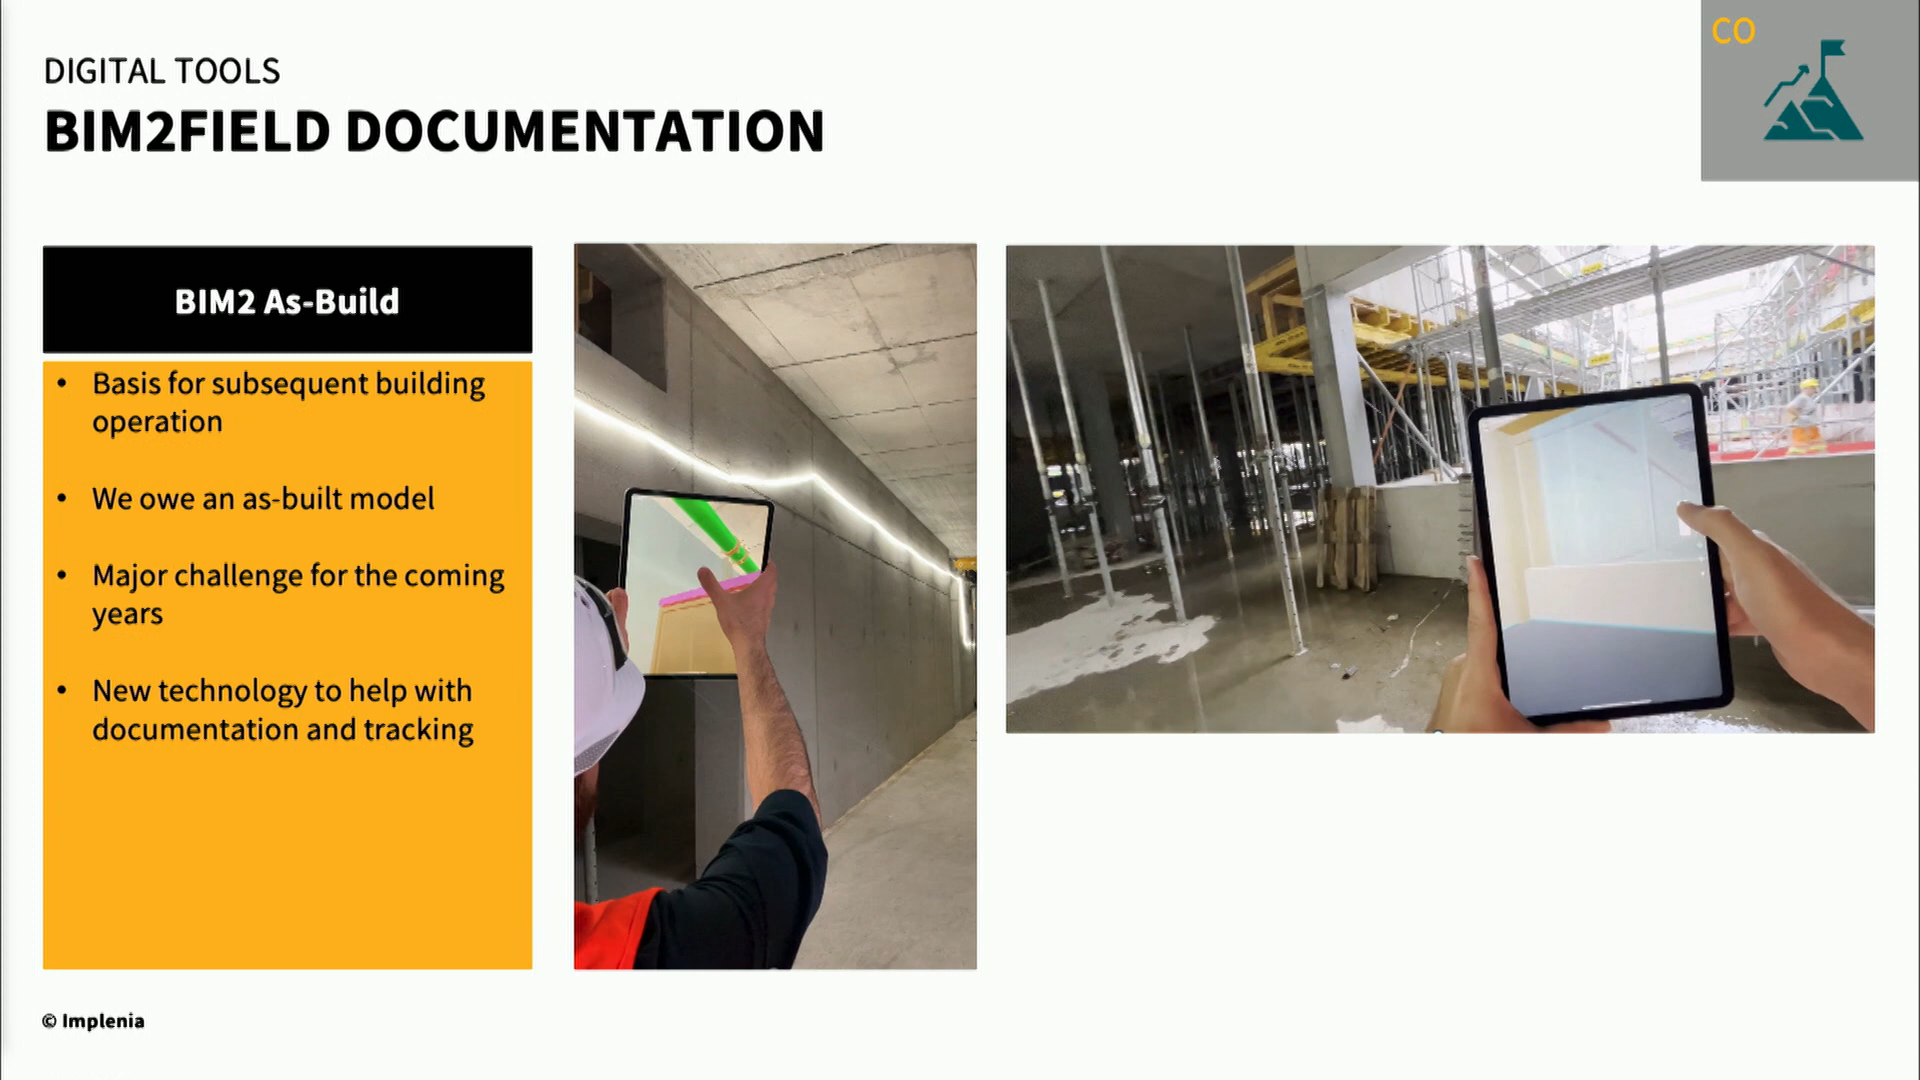 CO
DIGITAL TOOLS
BIM2FIELD DOCUMENTATION
BIM2 As-Build
• Basis for subsequent building
operation
• We owe an as-built model
• Major challenge for the coming
years
• New technology to help with
documentation and tracking
© Implenia